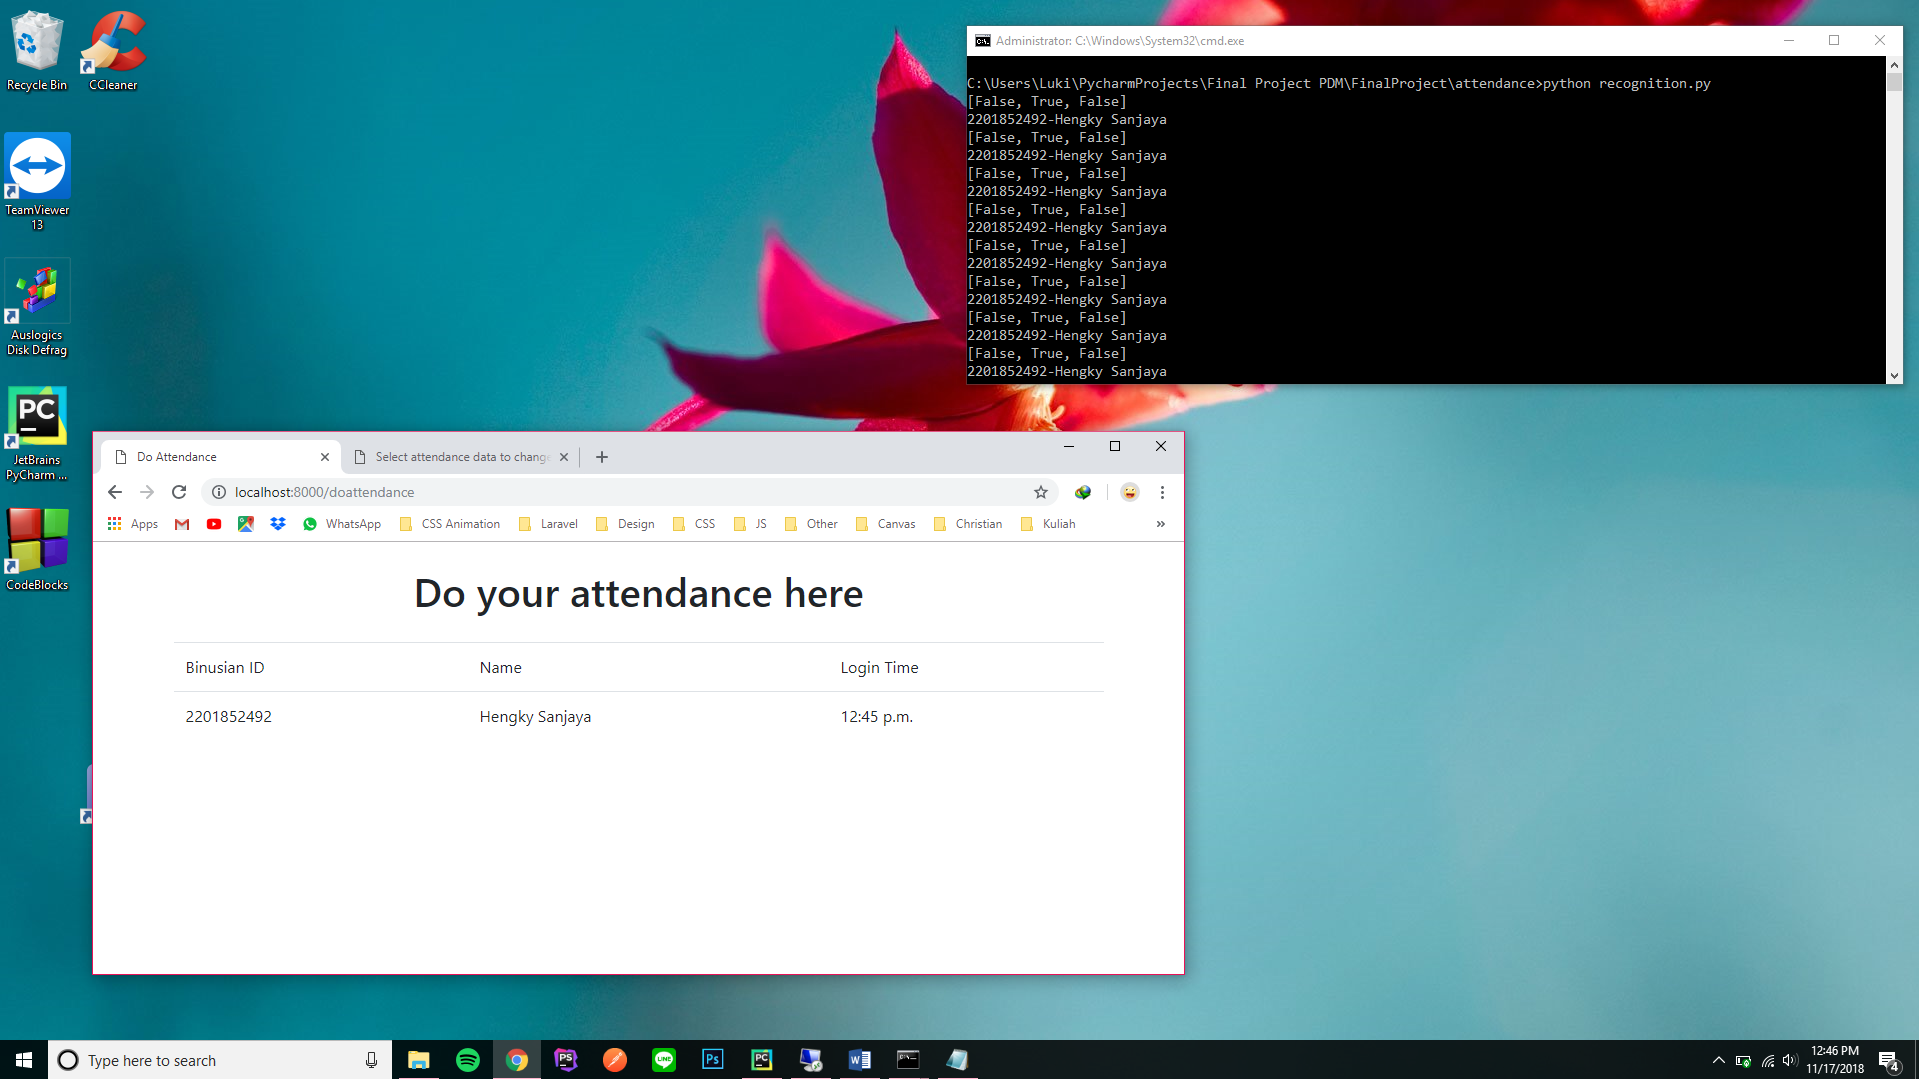 Recycle Bin
CCleaner
TeamViewer
13
Auslogics
Disk Defrag
PC
JetBrains
PyCharm ...
CodeBlocks
Administrator: C:\Windows\System32\cmd.exe
C:\Users\Luki\PycharmProjects\Final Project PDM\FinalProject\attendance>python recognition.py
[False, True, False]
2201852492-Hengky Sanjaya
[False, True, False]
2201852492-Hengky Sanjaya
[False, True, False]
2201852492-Hengky Sanjaya
[False, True, False]
2201852492-Hengky Sanjaya
[False, True, False]
2201852492-Hengky Sanjaya
[False, True, False]
2201852492-Hengky Sanjaya
[False, True, False]
2201852492-Hengky Sanjaya
[False, True, False]
2201852492-Hengky Sanjaya
Do Attendance
Select attendance data to change
localhost:8000/doattendance
Apps WhatsApp CSS Animation Laravel Design CSS JS Other Canvas Christian Kuliah
Do your attendance here
Binusian ID Name Login Time
2201852492 Hengky Sanjaya 12:45 p.m.
Type here to search
PS
LINE
Ps
PC
W
12:46 PM
11/17/2018
4